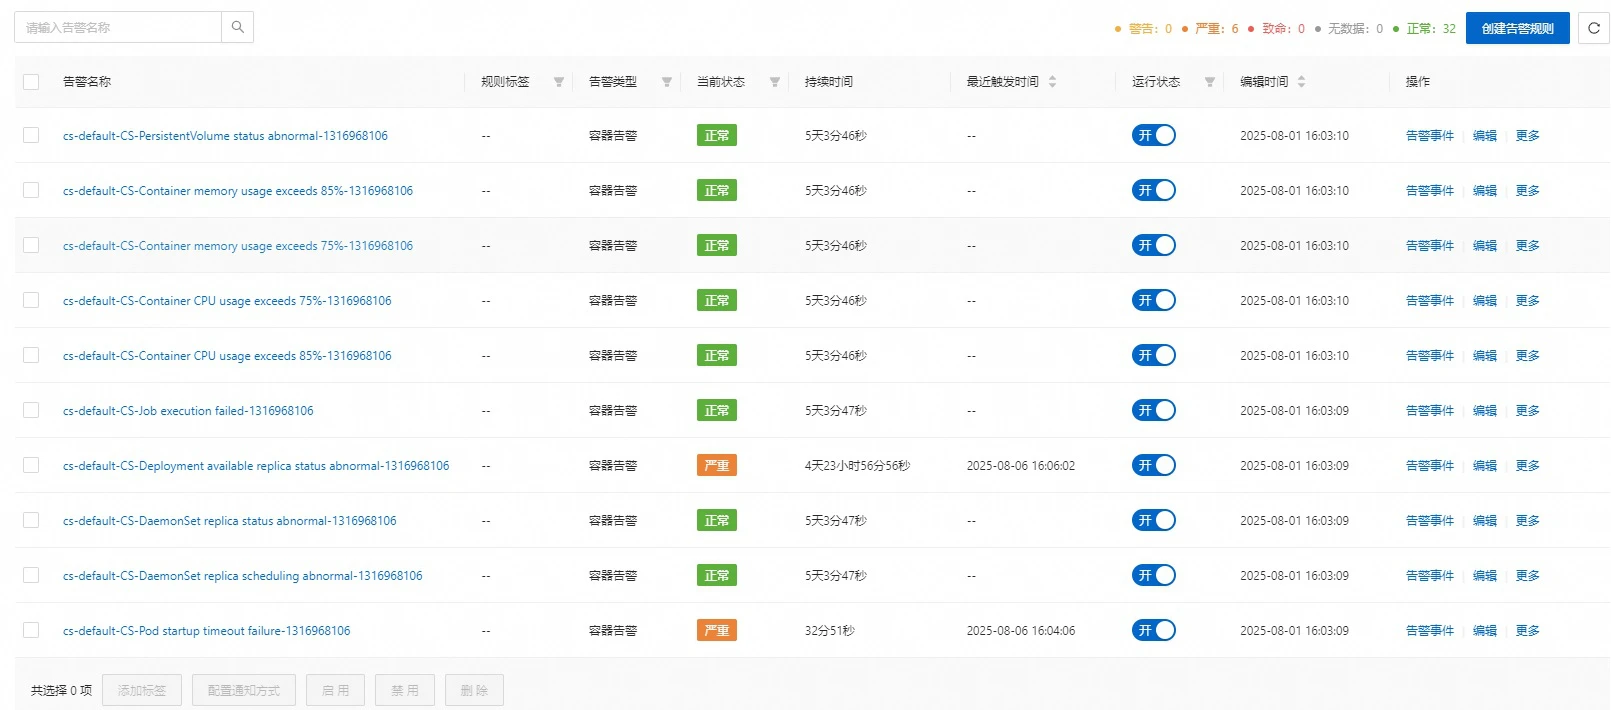 请输入告警名称 警告：0 严重：6 致命：0 无数据：0 正常：32 创建告警规则
告警名称 规则标签 告警类型 当前状态 持续时间 最近触发时间 运行状态 编辑时间 操作
cs-default-CS-PersistentVolume status abnormal-1316968106 -- 容器告警 正常 5天3分46秒 -- 开 2025-08-01 16:03:10 告警事件 编辑 更多
cs-default-CS-Container memory usage exceeds 85%-1316968106 -- 容器告警 正常 5天3分46秒 -- 开 2025-08-01 16:03:10 告警事件 编辑 更多
cs-default-CS-Container memory usage exceeds 75%-1316968106 -- 容器告警 正常 5天3分46秒 -- 开 2025-08-01 16:03:10 告警事件 编辑 更多
cs-default-CS-Container CPU usage exceeds 75%-1316968106 -- 容器告警 正常 5天3分46秒 -- 开 2025-08-01 16:03:10 告警事件 编辑 更多
cs-default-CS-Container CPU usage exceeds 85%-1316968106 -- 容器告警 正常 5天3分46秒 -- 开 2025-08-01 16:03:10 告警事件 编辑 更多
cs-default-CS-Job execution failed-1316968106 -- 容器告警 正常 5天3分47秒 -- 开 2025-08-01 16:03:09 告警事件 编辑 更多
cs-default-CS-Deployment available replica status abnormal-1316968106 -- 容器告警 严重 4天23小时56分56秒 2025-08-06 16:06:02 开 2025-08-01 16:03:09 告警事件 编辑 更多
cs-default-CS-DaemonSet replica status abnormal-1316968106 -- 容器告警 正常 5天3分47秒 -- 开 2025-08-01 16:03:09 告警事件 编辑 更多
cs-default-CS-DaemonSet replica scheduling abnormal-1316968106 -- 容器告警 正常 5天3分47秒 -- 开 2025-08-01 16:03:09 告警事件 编辑 更多
cs-default-CS-Pod startup timeout failure-1316968106 -- 容器告警 严重 32分51秒 2025-08-06 16:04:06 开 2025-08-01 16:03:09 告警事件 编辑 更多
共选择 0 项 添加标签 配置通知方式 启 用 禁 用 删 除